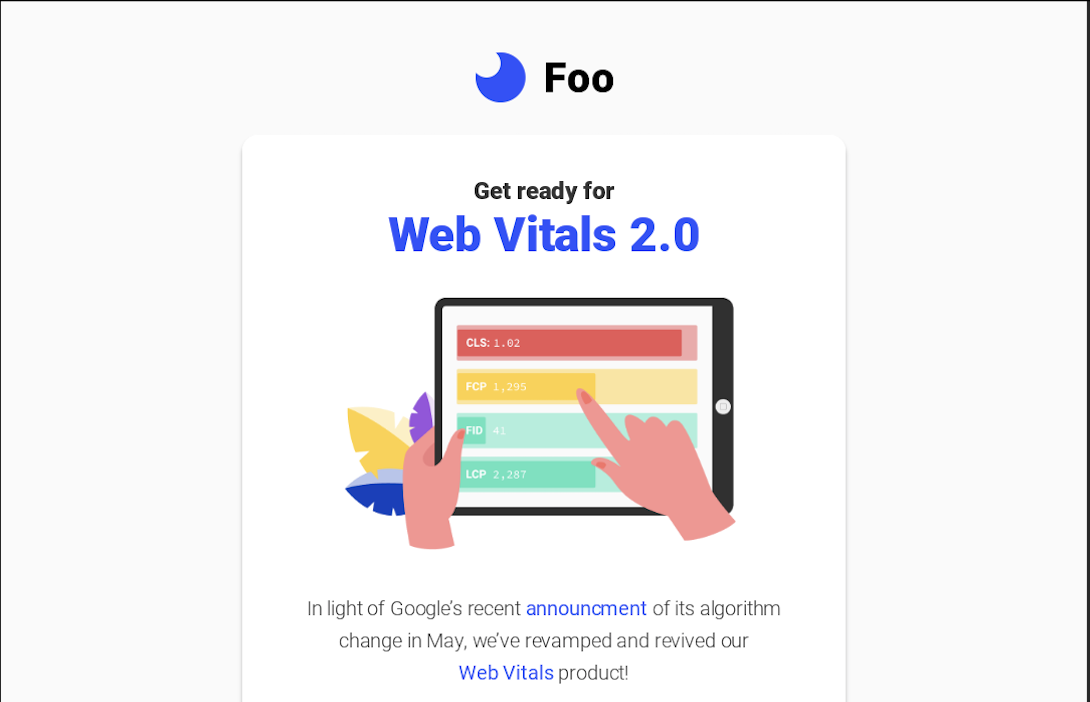 Foo
Get ready for
Web Vitals 2.0
CLS: 1.02
FCP 1,295
FID 41
LCP 2,287
In light of Google’s recent announcment of its algorithm
change in May, we’ve revamped and revived our
Web Vitals product!